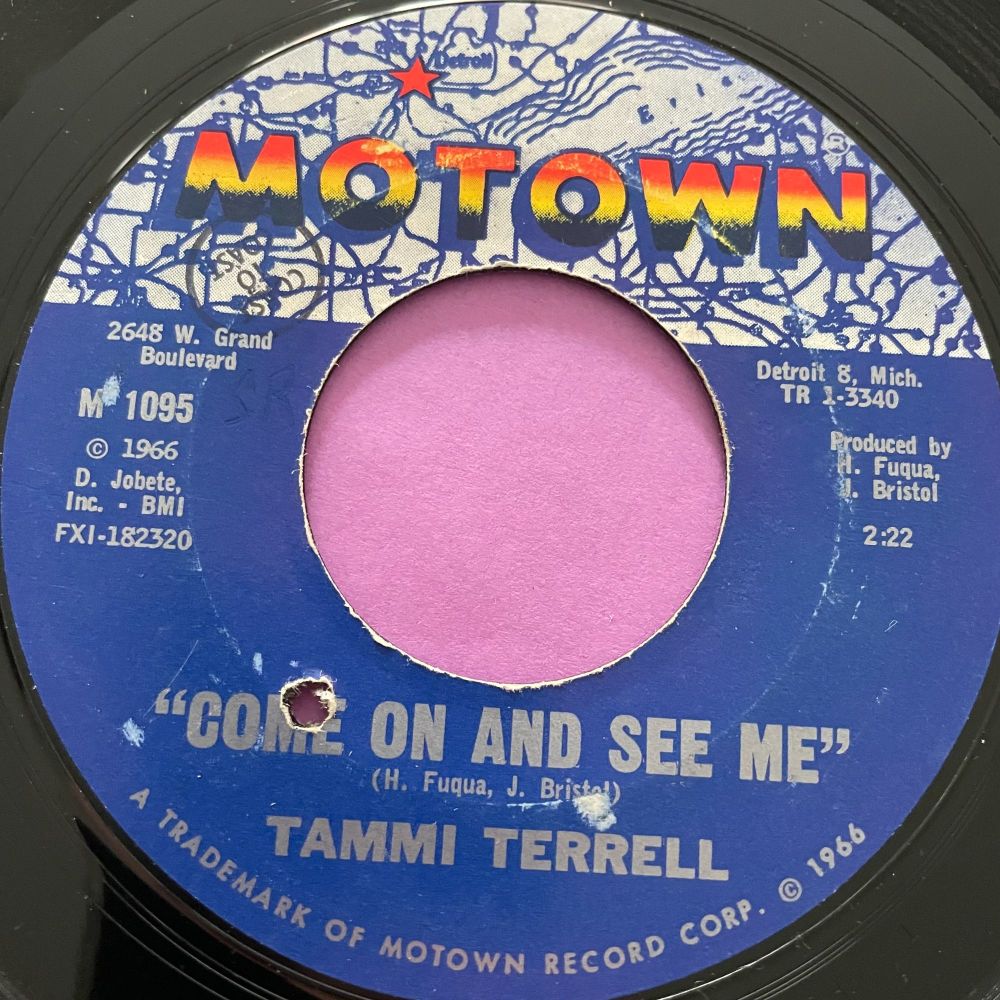 Detroit
ERIE
MOTOWN ®
2648 W. Grand
Boulevard
Detroit 8, Mich.
TR 1-3340
M 1095
© 1966
D. Jobete,
Inc. - BMI
FXI-182320
Produced by
H. Fuqua,
J. Bristol
2:22
"COME ON AND SEE ME"
(H. Fuqua, J. Bristol)
TAMMI TERRELL
A TRADEMARK OF MOTOWN RECORD CORP. © 1966